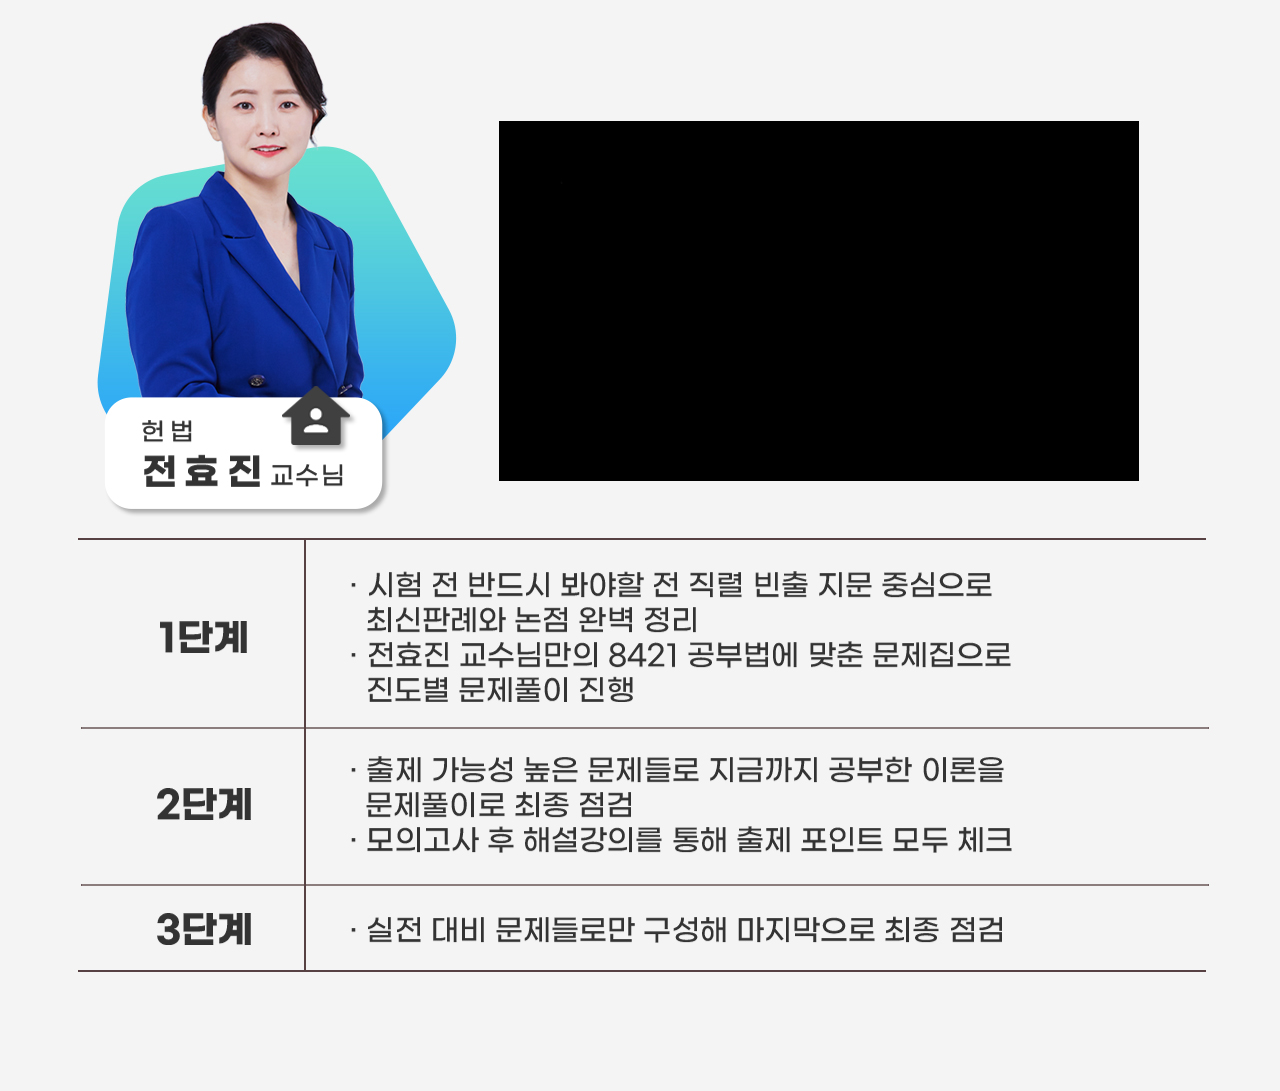 헌법
전효진 교수님
1단계
· 시험 전 반드시 봐야할 전 직렬 빈출 지문 중심으로
최신판례와 논점 완벽 정리
· 전효진 교수님만의 8421 공부법에 맞춘 문제집으로
진도별 문제풀이 진행
2단계
· 출제 가능성 높은 문제들로 지금까지 공부한 이론을
문제풀이로 최종 점검
· 모의고사 후 해설강의를 통해 출제 포인트 모두 체크
3단계
· 실전 대비 문제들로만 구성해 마지막으로 최종 점검